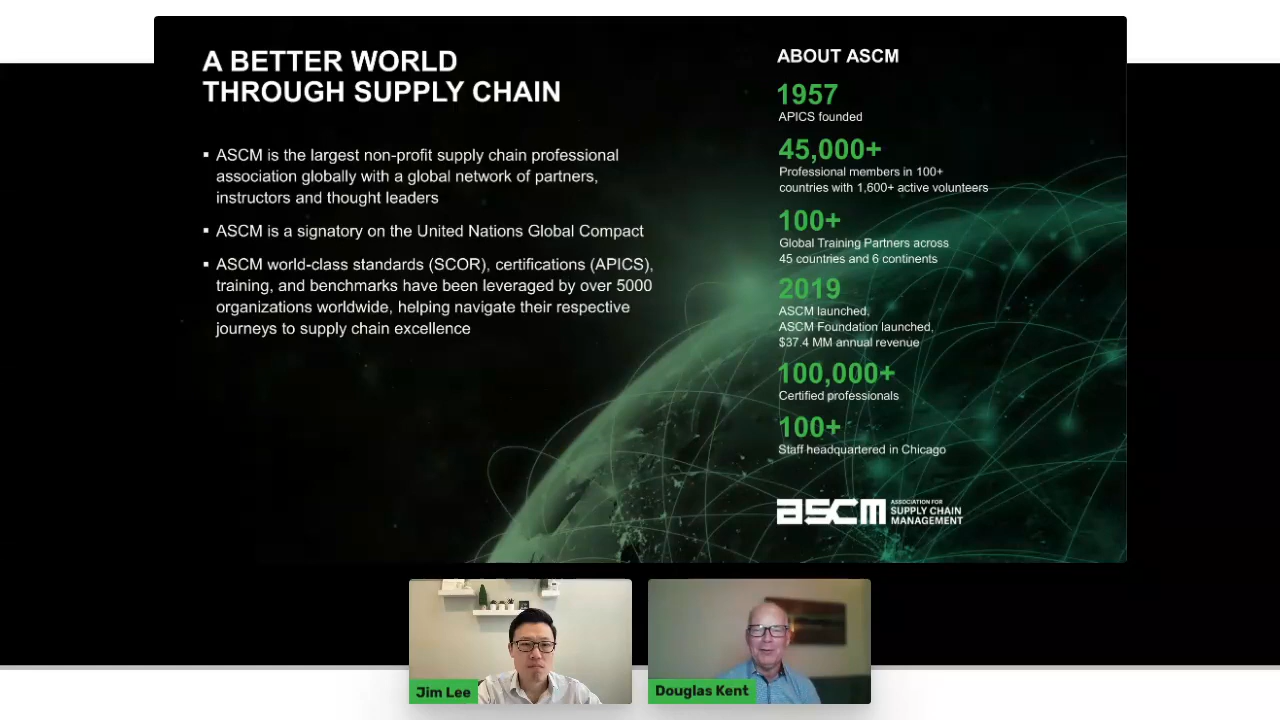 A BETTER WORLD
THROUGH SUPPLY CHAIN
▪ ASCM is the largest non-profit supply chain professional
association globally with a global network of partners,
instructors and thought leaders
▪ ASCM is a signatory on the United Nations Global Compact
▪ ASCM world-class standards (SCOR), certifications (APICS),
training, and benchmarks have been leveraged by over 5000
organizations worldwide, helping navigate their respective
journeys to supply chain excellence
ABOUT ASCM
1957
APICS founded
45,000+
Professional members in 100+
countries with 1,600+ active volunteers
100+
Global Training Partners across
45 countries and 6 continents
2019
ASCM launched,
ASCM Foundation launched,
$37.4 MM annual revenue
100,000+
Certified professionals
100+
Staff headquartered in Chicago
ascm
ASSOCIATION FOR
SUPPLY CHAIN
MANAGEMENT
Jim Lee
Douglas Kent